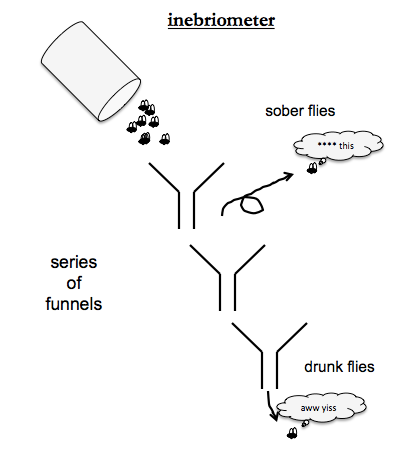 inebriometer
sober flies
**** this
series
of
funnels
drunk flies
aww yiss